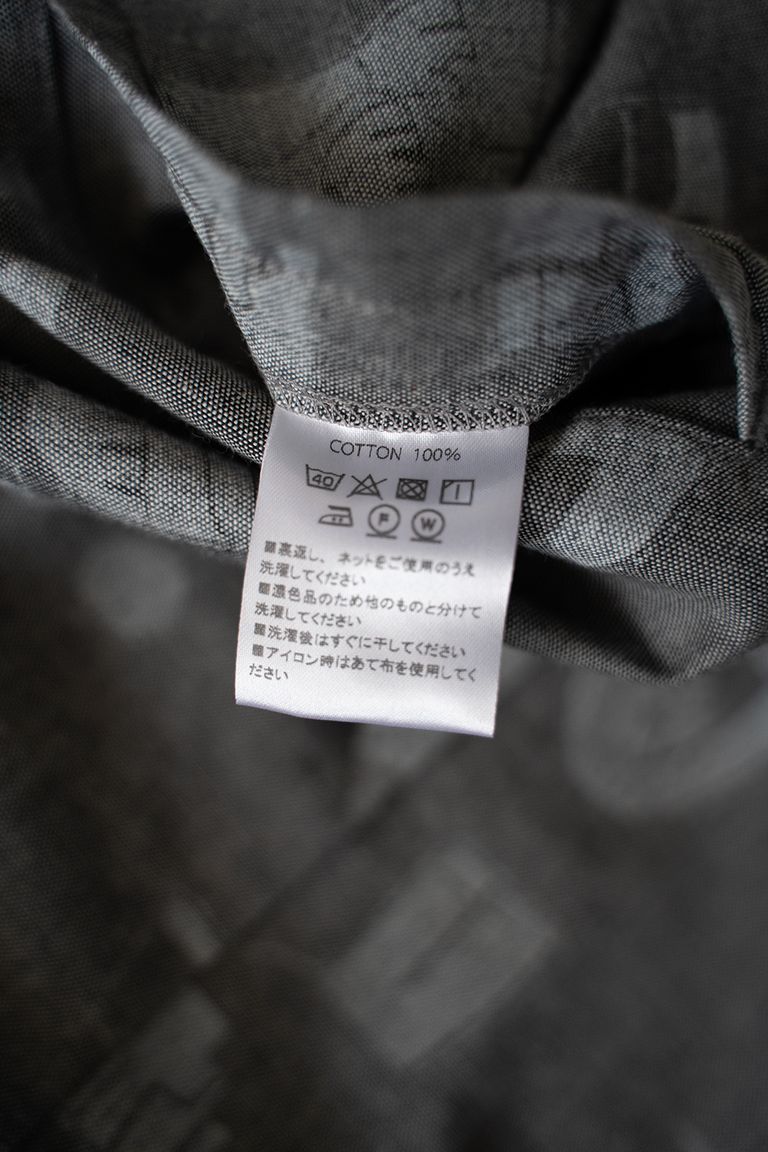 COTTON 100%
40
F W
■裏返し、ネットをご使用のうえ
洗濯してください
■濃色品のため他のものと分けて
洗濯してください
■洗濯後はすぐに干してください
■アイロン時はあて布を使用してく
ださい